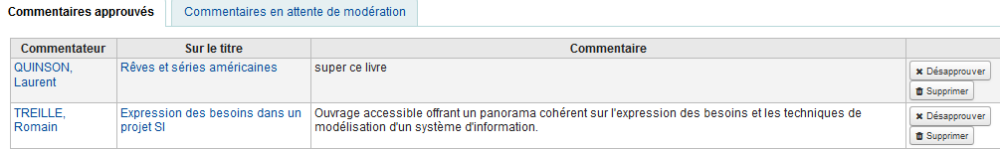 Commentaires approuvés Commentaires en attente de modération
Commentateur Sur le titre Commentaire
QUINSON, Laurent
Rêves et séries américaines
super ce livre
Désapprouver
Supprimer
TREILLE, Romain
Expression des besoins dans un projet SI
Ouvrage accessible offrant un panorama cohérent sur l'expression des besoins et les techniques de
modélisation d'un système d'information.
Désapprouver
Supprimer